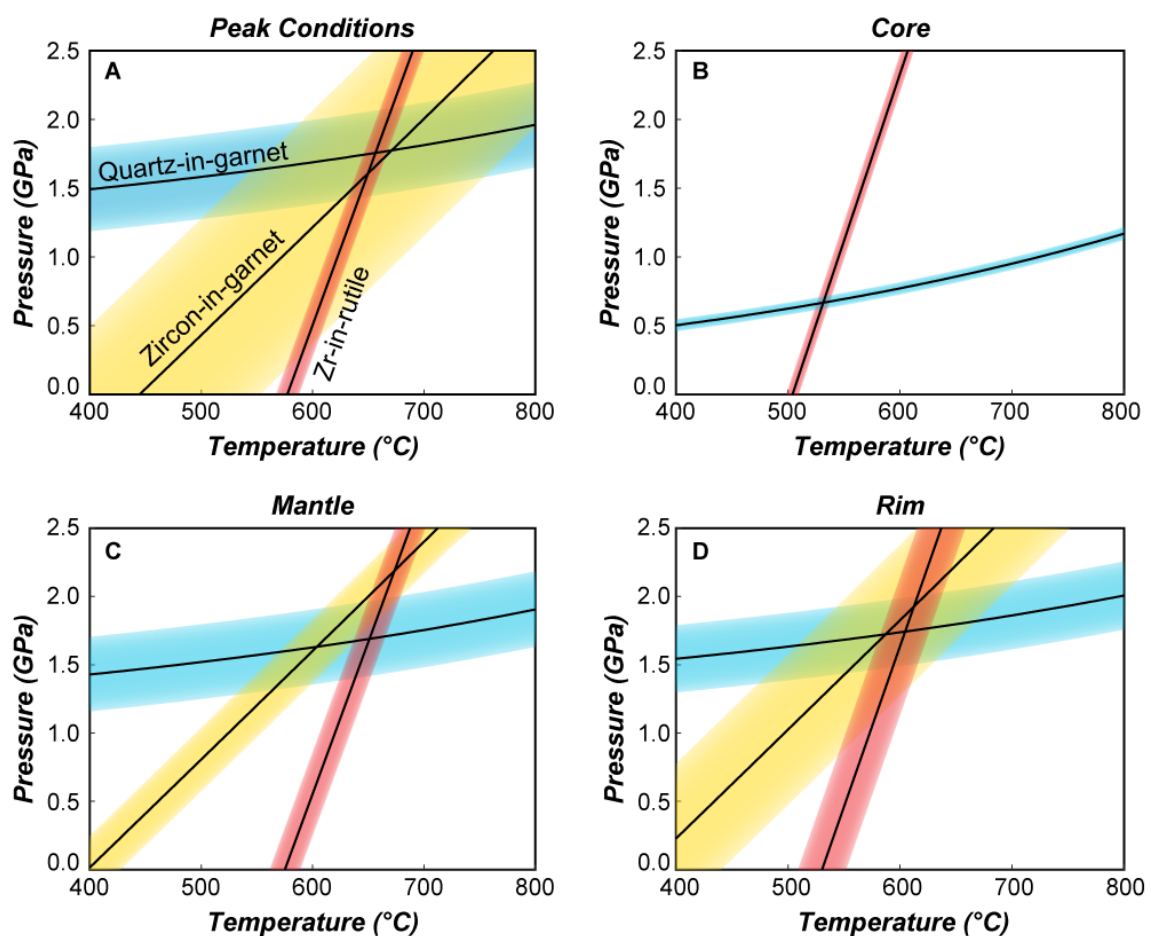 Peak Conditions
A
Pressure (GPa)
2.5
2.0
1.5
1.0
0.5
0.0
Quartz-in-garnet
Zircon-in-garnet
Zr-in-rutile
400 500 600 700 800
Temperature (°C)
Core
B
Pressure (GPa)
2.5
2.0
1.5
1.0
0.5
0.0
400 500 600 700 800
Temperature (°C)
Mantle
C
Pressure (GPa)
2.5
2.0
1.5
1.0
0.5
0.0
400 500 600 700 800
Temperature (°C)
Rim
D
Pressure (GPa)
2.5
2.0
1.5
1.0
0.5
0.0
400 500 600 700 800
Temperature (°C)